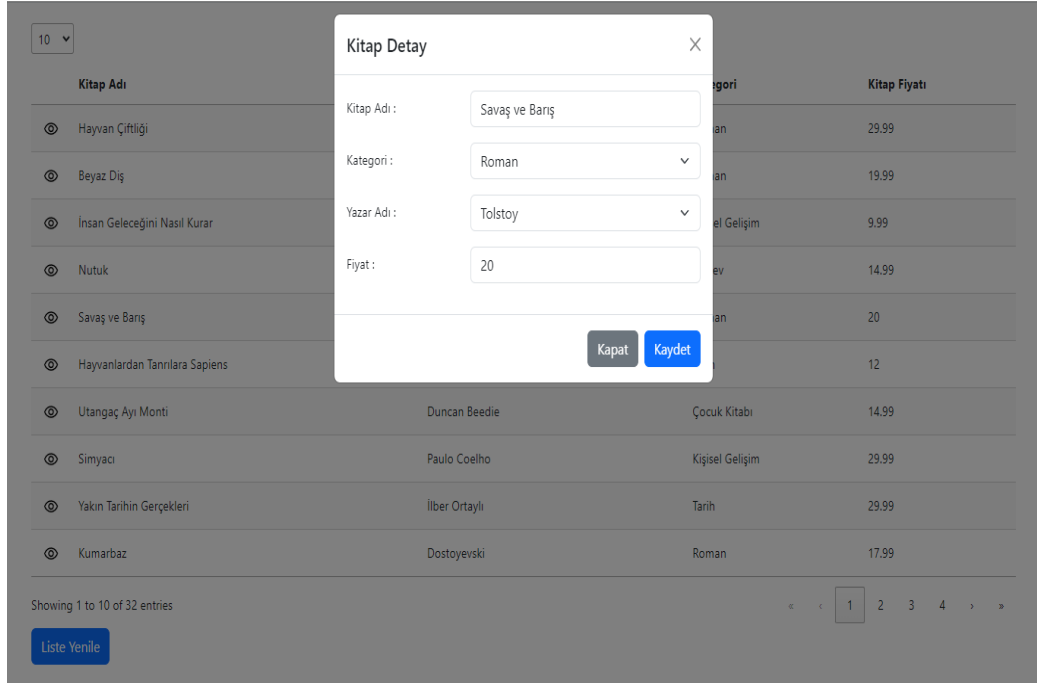 10
Kitap Detay
Kitap Adı
Kitap Fiyatı
Kitap Adı : Savaş ve Barış
Hayvan Çiftliği 29.99
Kategori : Roman
Beyaz Diş 19.99
Yazar Adı : Tolstoy
İnsan Geleceğini Nasıl Kurar Gelişim 9.99
Fiyat : 20
Nutuk 14.99
Savaş ve Barış 20
Kapat Kaydet
Hayvanlardan Tanrılara Sapiens 12
Utangaç Ayı Monti Duncan Beedie Çocuk Kitabı 14.99
Simyacı Paulo Coelho Kişisel Gelişim 29.99
Yakın Tarihin Gerçekleri İlber Ortaylı Tarih 29.99
Kumarbaz Dostoyevski Roman 17.99
Showing 1 to 10 of 32 entries « ‹ 1 2 3 4 › »
Liste Yenile